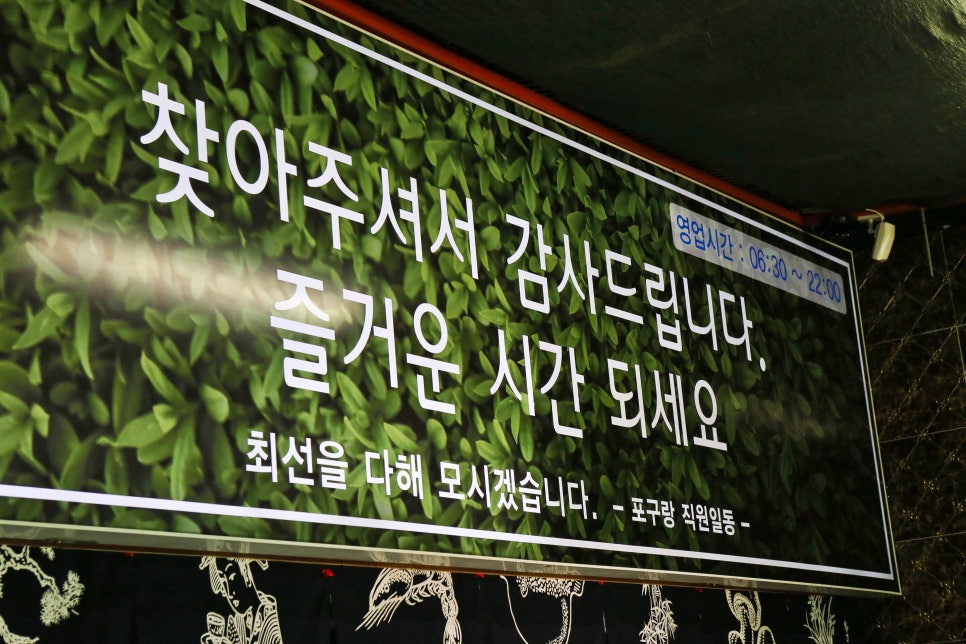 영업시간 : 06:30 ~ 22:00
찾아주셔서 감사드립니다.
즐거운 시간 되세요
최선을 다해 모시겠습니다. - 포구랑 직원일동 -